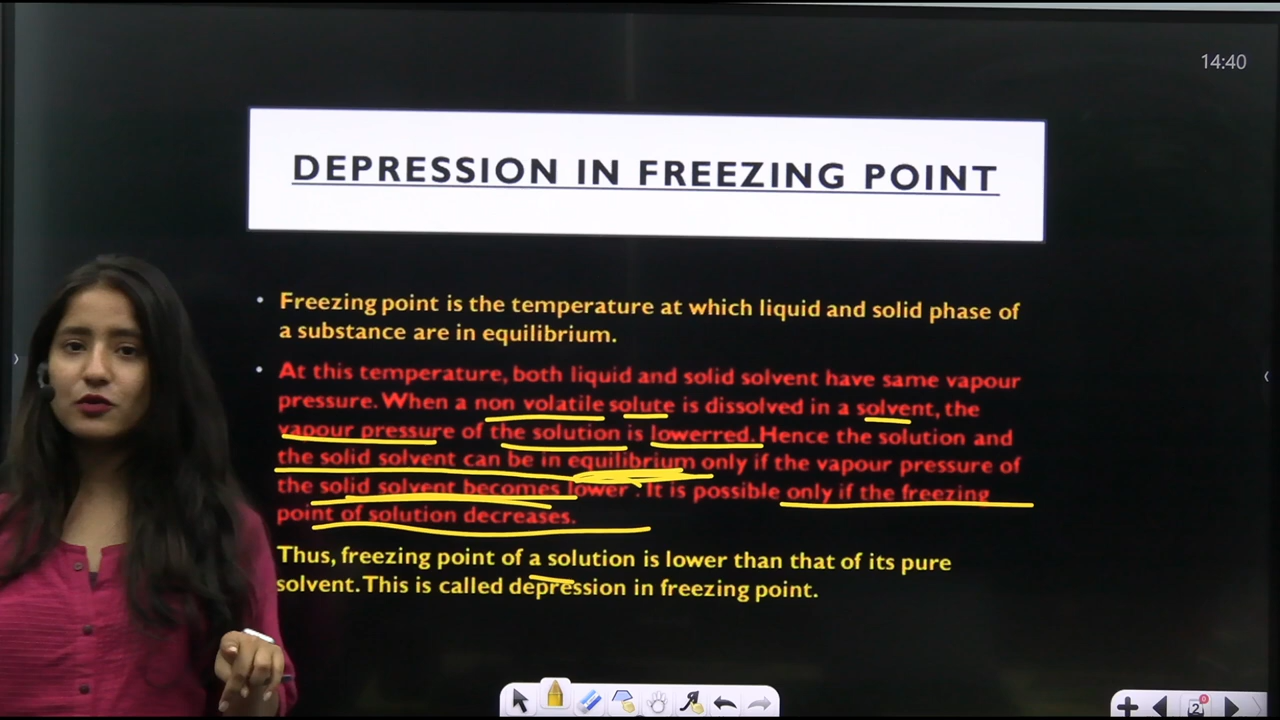 14:40
DEPRESSION IN FREEZING POINT
• Freezing point is the temperature at which liquid and solid phase of
a substance are in equilibrium.
• At this temperature, both liquid and solid solvent have same vapour
pressure. When a non volatile solute is dissolved in a solvent, the
vapour pressure of the solution is lowerred. Hence the solution and
the solid solvent can be in equilibrium only if the vapour pressure of
the solid solvent becomes lower . It is possible only if the freezing
point of solution decreases.
Thus, freezing point of a solution is lower than that of its pure
solvent. This is called depression in freezing point.
2